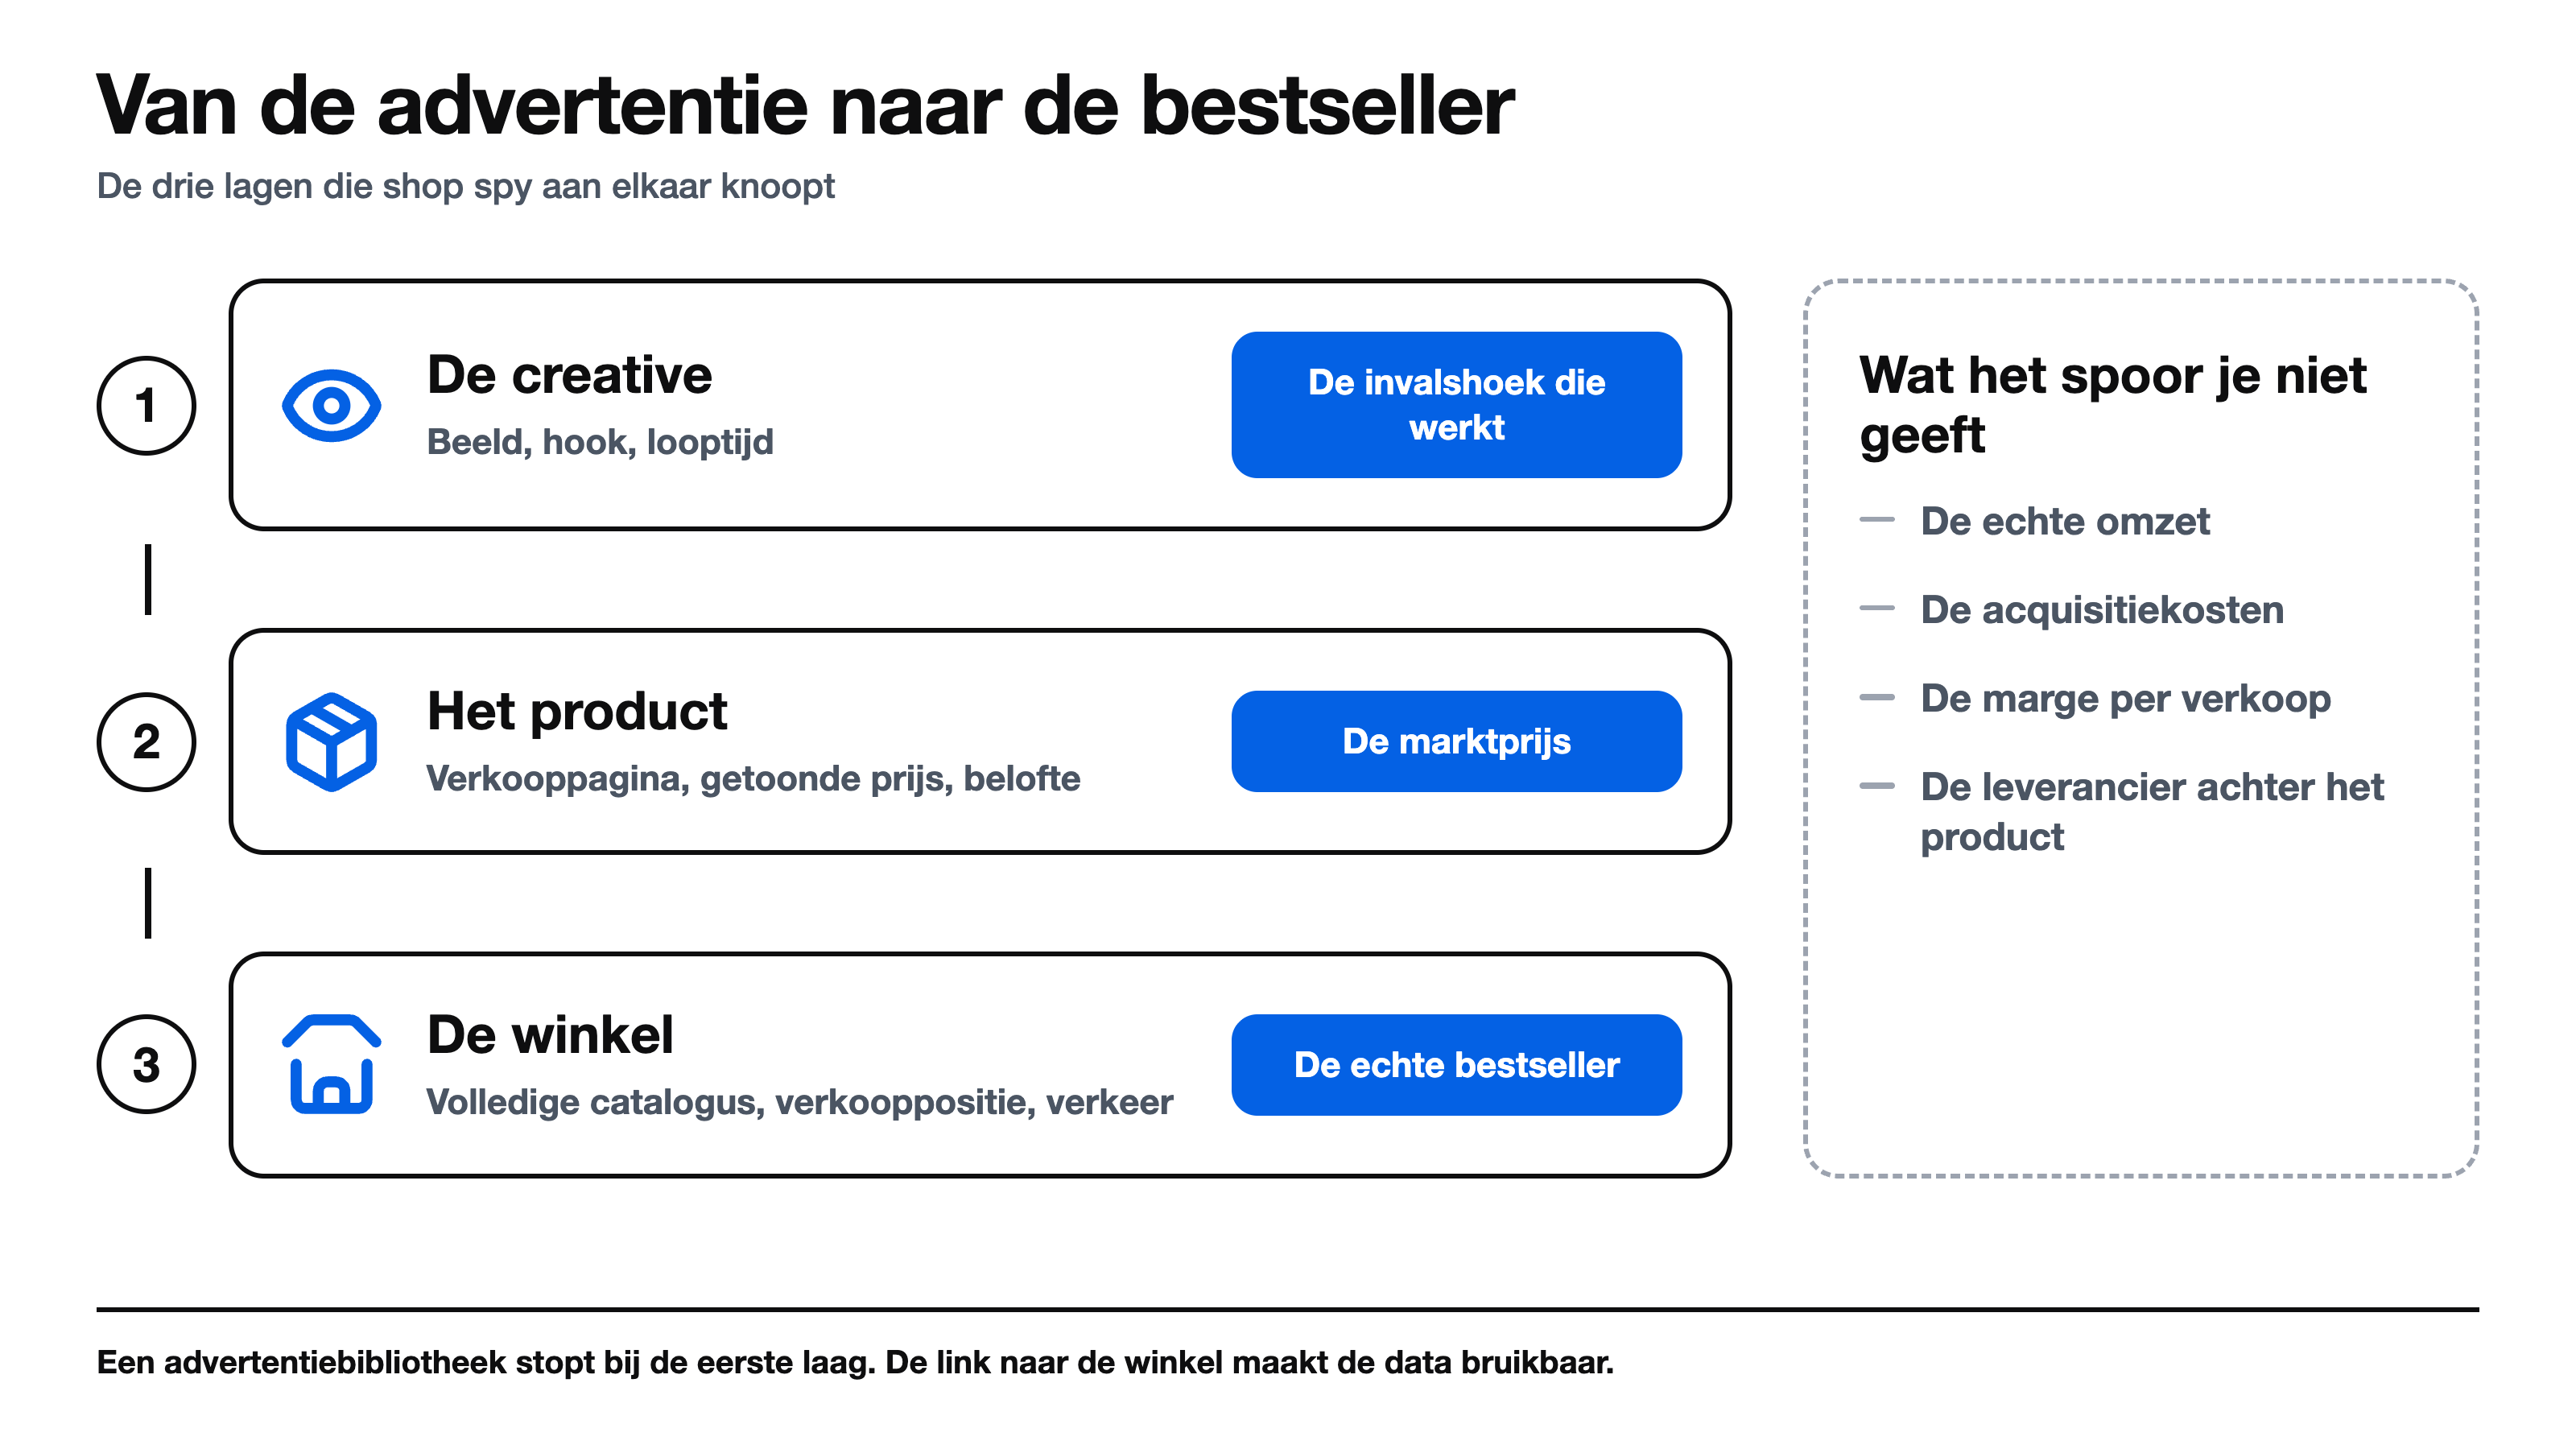 Van de advertentie naar de bestseller
De drie lagen die shop spy aan elkaar knoopt
1
De creative
Beeld, hook, looptijd
De invalshoek die
werkt
2
Het product
Verkooppagina, getoonde prijs, belofte
De marktprijs
3
De winkel
Volledige catalogus, verkooppositie, verkeer
De echte bestseller
Wat het spoor je niet
geeft
— De echte omzet
— De acquisitiekosten
— De marge per verkoop
— De leverancier achter het
product
Een advertentiebibliotheek stopt bij de eerste laag. De link naar de winkel maakt de data bruikbaar.